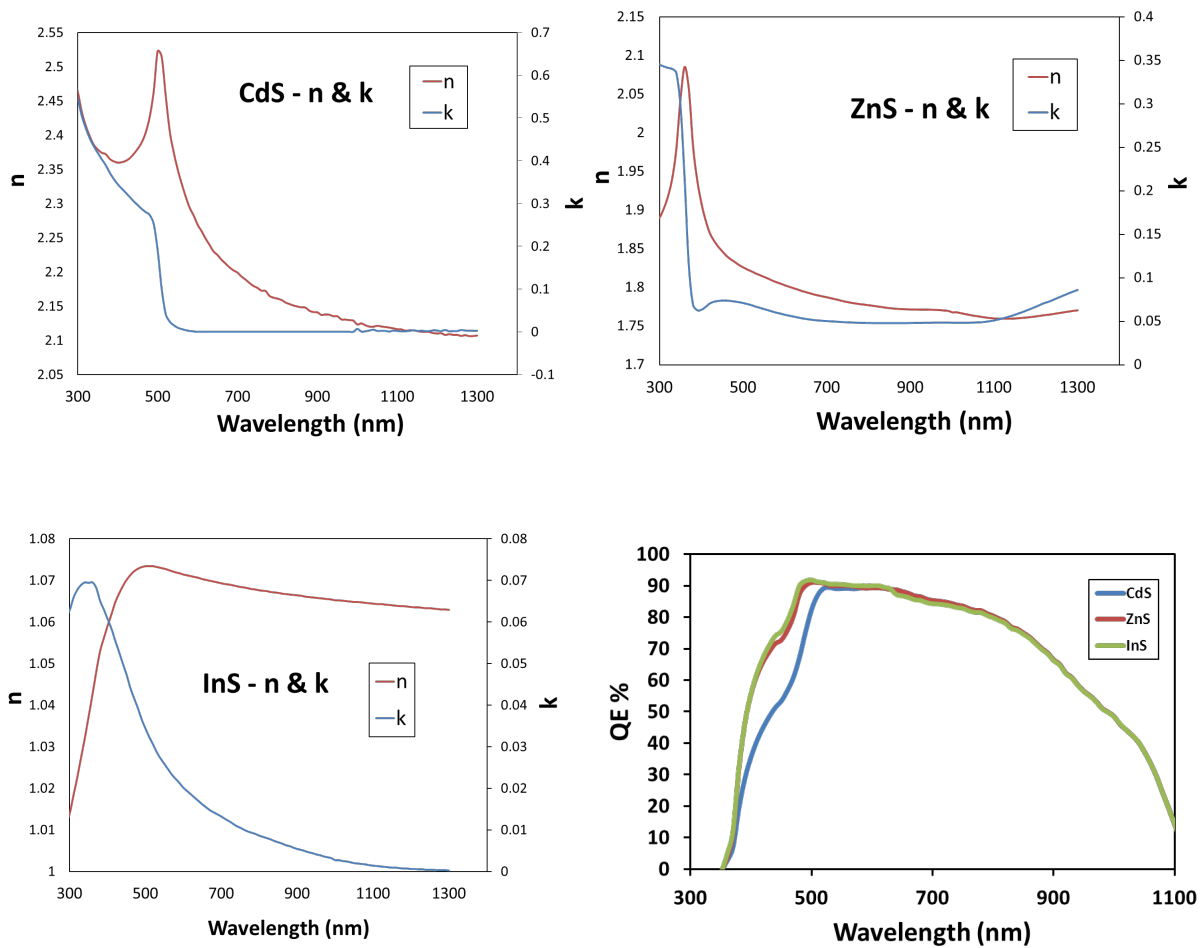 CdS - n & k
n
k
2.55
2.5
2.45
2.4
2.35
2.3
2.25
2.2
2.15
2.1
2.05
n
0.7
0.6
0.5
0.4
0.3
0.2
0.1
0
-0.1
k
300 500 700 900 1100 1300
Wavelength (nm)
ZnS - n & k
n
k
2.15
2.1
2.05
2
1.95
1.9
1.85
1.8
1.75
1.7
n
0.4
0.35
0.3
0.25
0.2
0.15
0.1
0.05
0
k
300 500 700 900 1100 1300
Wavelength (nm)
InS - n & k
n
k
1.08
1.07
1.06
1.05
1.04
1.03
1.02
1.01
1
n
0.08
0.07
0.06
0.05
0.04
0.03
0.02
0.01
0
k
300 500 700 900 1100 1300
Wavelength (nm)
100
90
80
70
60
50
40
30
20
10
0
QE %
CdS
ZnS
InS
300 500 700 900 1100
Wavelength (nm)